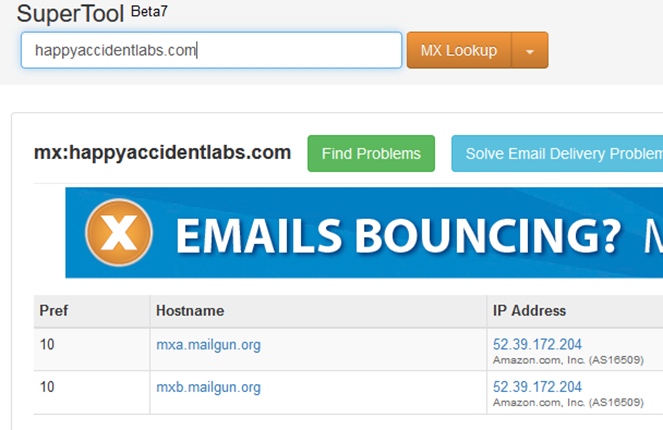 SuperTool Beta7
happyaccidentlabs.com MX Lookup
mx:happyaccidentlabs.com Find Problems Solve Email Delivery Problem
X EMAILS BOUNCING? M
Pref Hostname IP Address
10 mxa.mailgun.org 52.39.172.204
Amazon.com, Inc. (AS16509)
10 mxb.mailgun.org 52.39.172.204
Amazon.com, Inc. (AS16509)